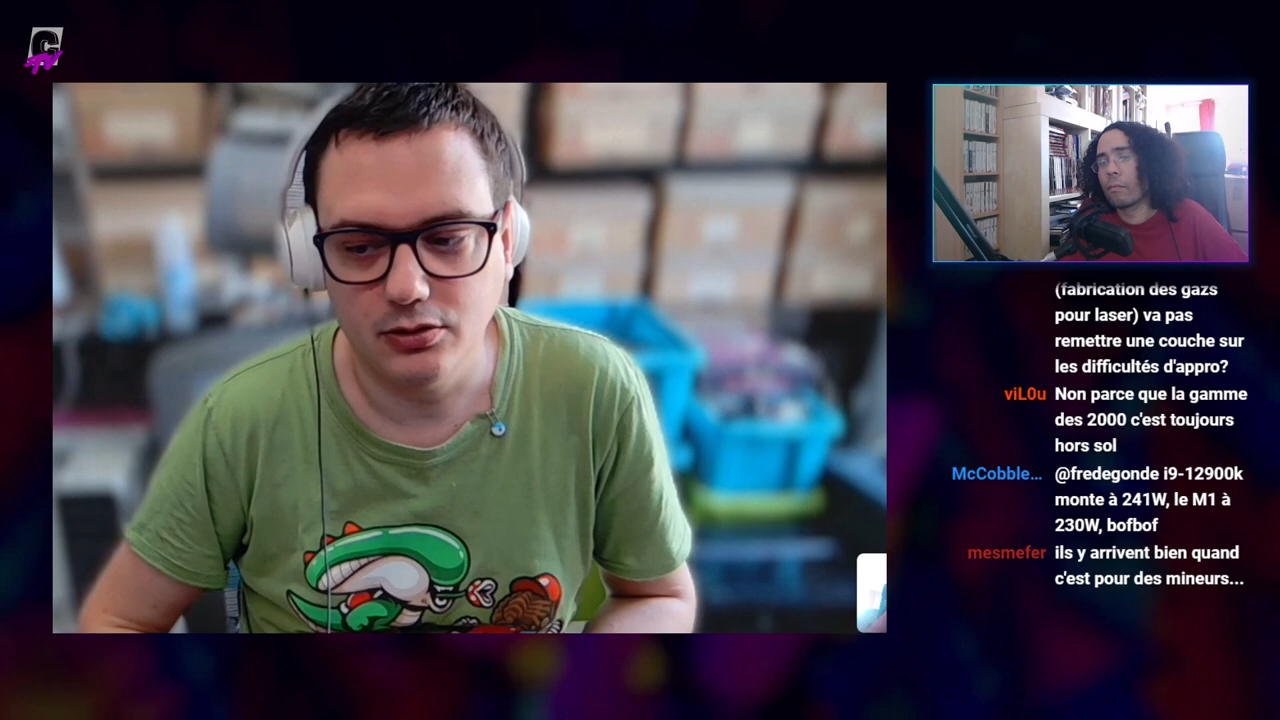 C
TV
(fabrication des gazs
pour laser) va pas
remettre une couche sur
les difficultés d'appro?
viL0u Non parce que la gamme
des 2000 c'est toujours
hors sol
McCobble... @fredegonde i9-12900k
monte à 241W, le M1 à
230W, bofbof
mesmefer ils y arrivent bien quand
c'est pour des mineurs...